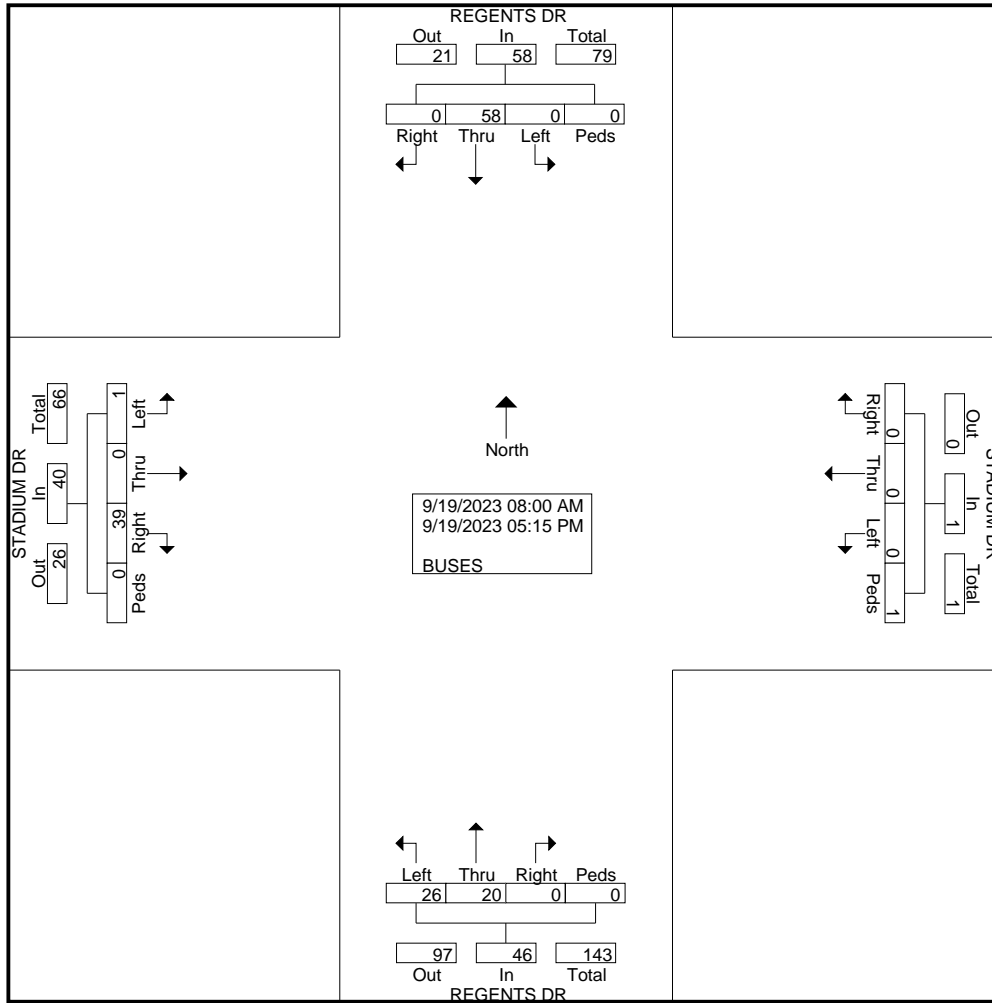 REGENTS DR
Out In Total
21 58 79
0 58 0 0
Right Thru Left Peds
STADIUM DR
Total In Out
66 40 26
1 0 39 0
Left Thru Right Peds
North
9/19/2023 08:00 AM
9/19/2023 05:15 PM
BUSES
Right Thru Left Peds
0 0 0 1
Out In Total
0 1 1
STADIUM DR
Left Thru Right Peds
26 20 0 0
97 46 143
Out In Total
REGENTS DR